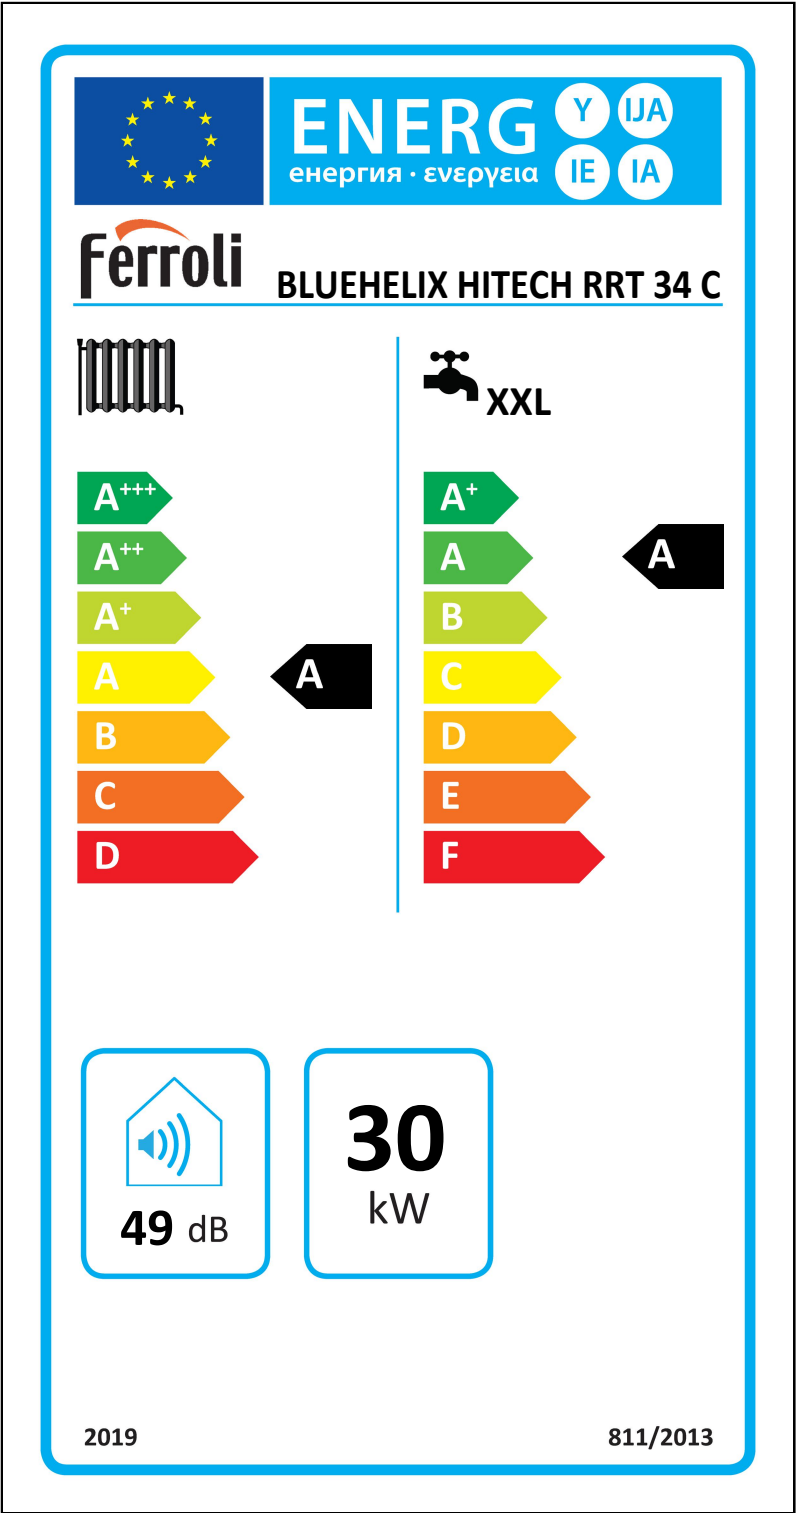 ENERG
Y IJA
енергия · ενεργεια
IE IA
Ferroli
BLUEHELIX HITECH RRT 34 C
XXL
A+++
A++
A+
A
B
C
D
A
A+
A
B
C
D
E
F
A
49 dB
30
kW
2019
811/2013